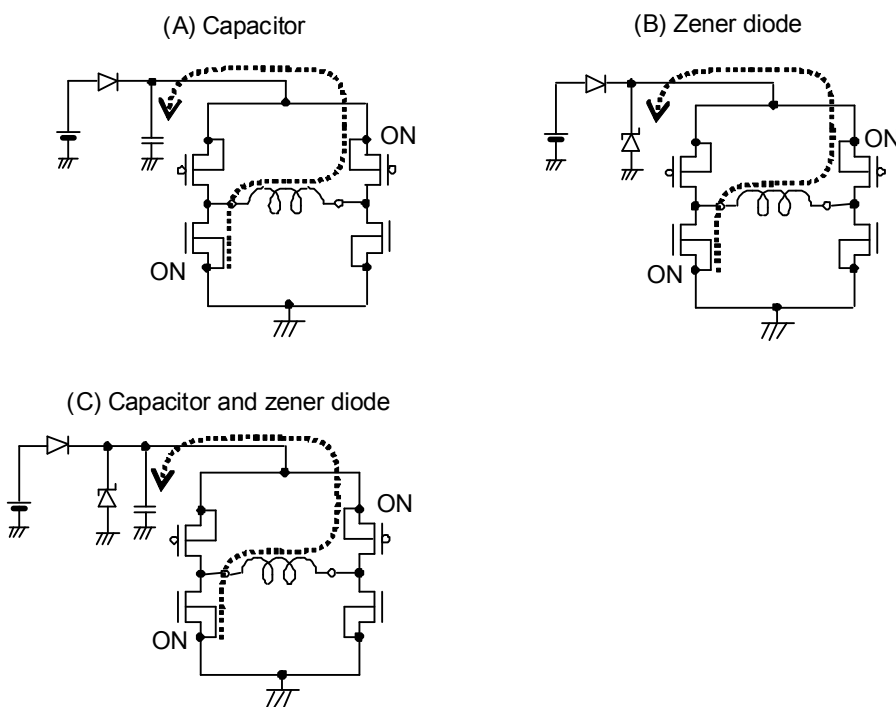 (A) Capacitor
(B) Zener diode
ON
ON
ON
ON
(C) Capacitor and zener diode
ON
ON